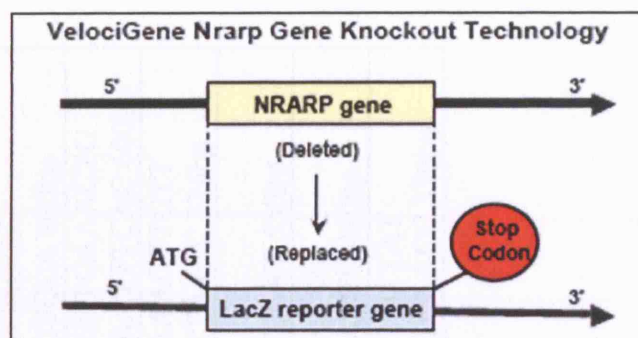 VelociGene Nrarp Gene Knockout Technology
5' 3'
NRARP gene
(Deleted)
(Replaced)
ATG
Stop
Codon
5' 3'
LacZ reporter gene